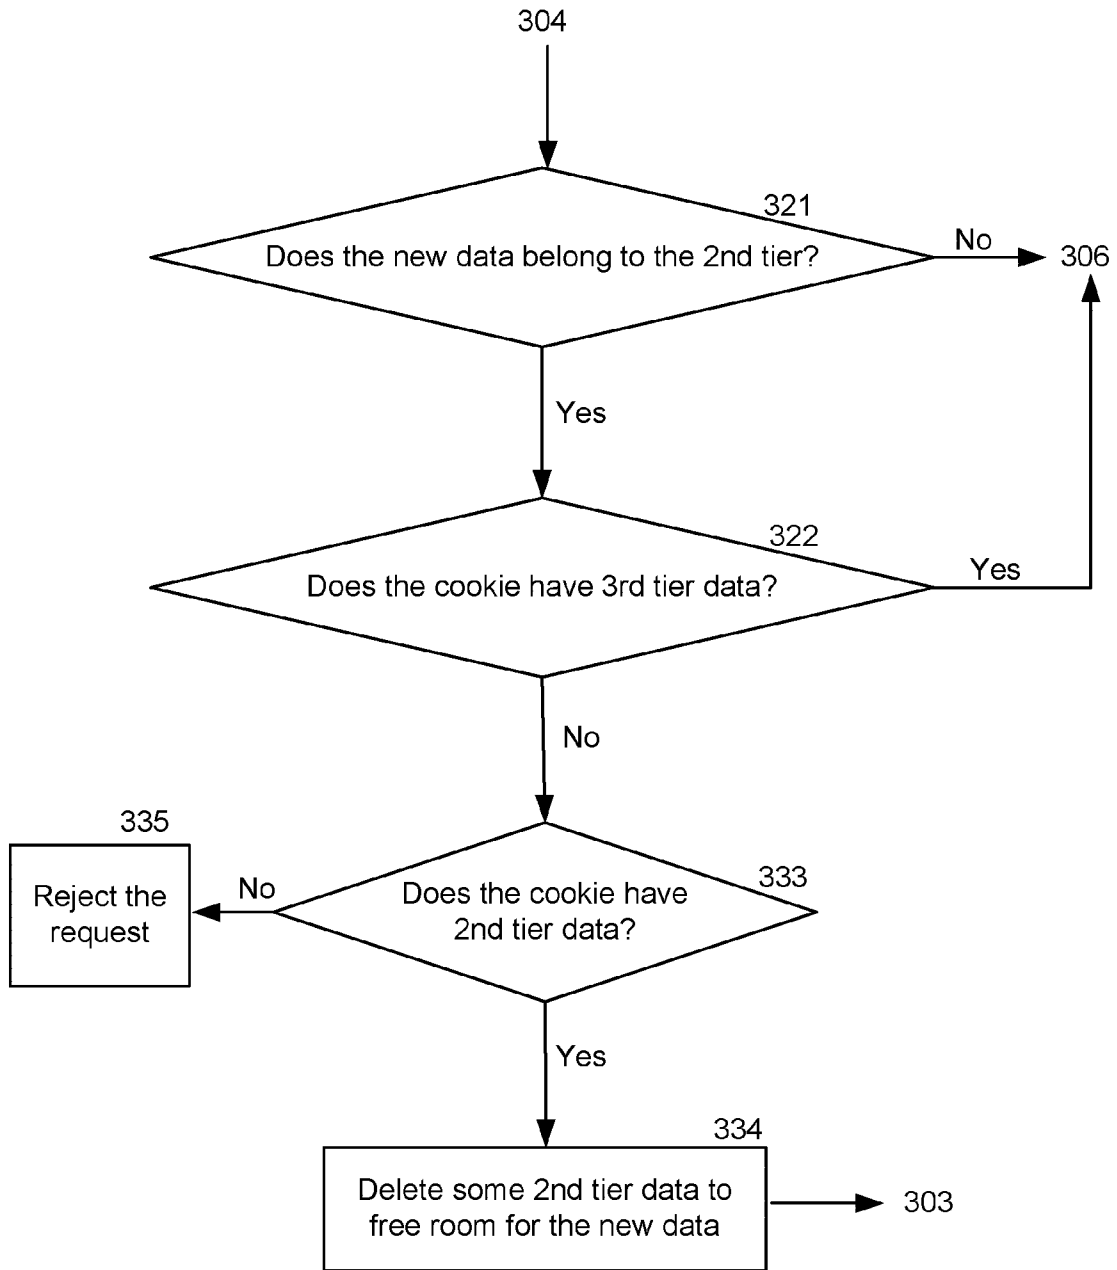 304
321
Does the new data belong to the 2nd tier?
No
306
Yes
322
Does the cookie have 3rd tier data?
Yes
No
335
Reject the
request
No
333
Does the cookie have
2nd tier data?
Yes
334
Delete some 2nd tier data to
free room for the new data
303